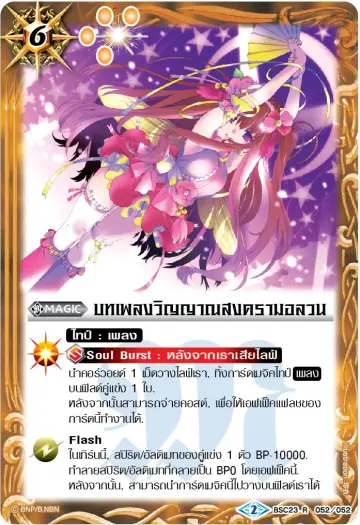 6
MAGIC บทเพลงวิญญาณสงครามอลวน
ไทป์ : เพลง
Soul Burst : หลังจากเราเสียไลฟ์
นำคอร์วอยด์ 1 เม็ดวางไลฟ์เรา, ทิ้งการ์ดเมจิคไทป์ เพลง
บนฟิลด์คู่แข่ง 1 ใบ.
หลังจากนั้นสามารถจ่ายคอสต์, เพื่อให้เอฟเฟ็คแฟลชของ
การ์ดนี้ทำงานได้.
Flash
ในเทิร์นนี้, สปิริต/อัลติมทของคู่แข่ง 1 ตัว BP-10000.
ทำลายสปิริต/อัลติมทที่กลายเป็น BP0 โดยเอฟเฟ็คนี้.
หลังจากนั้น, สามารถนำการ์ดเมจิคนี้ไปวางบนฟิลด์เราได้
© BNP/B.NBN
2
BSC23 R 052/052